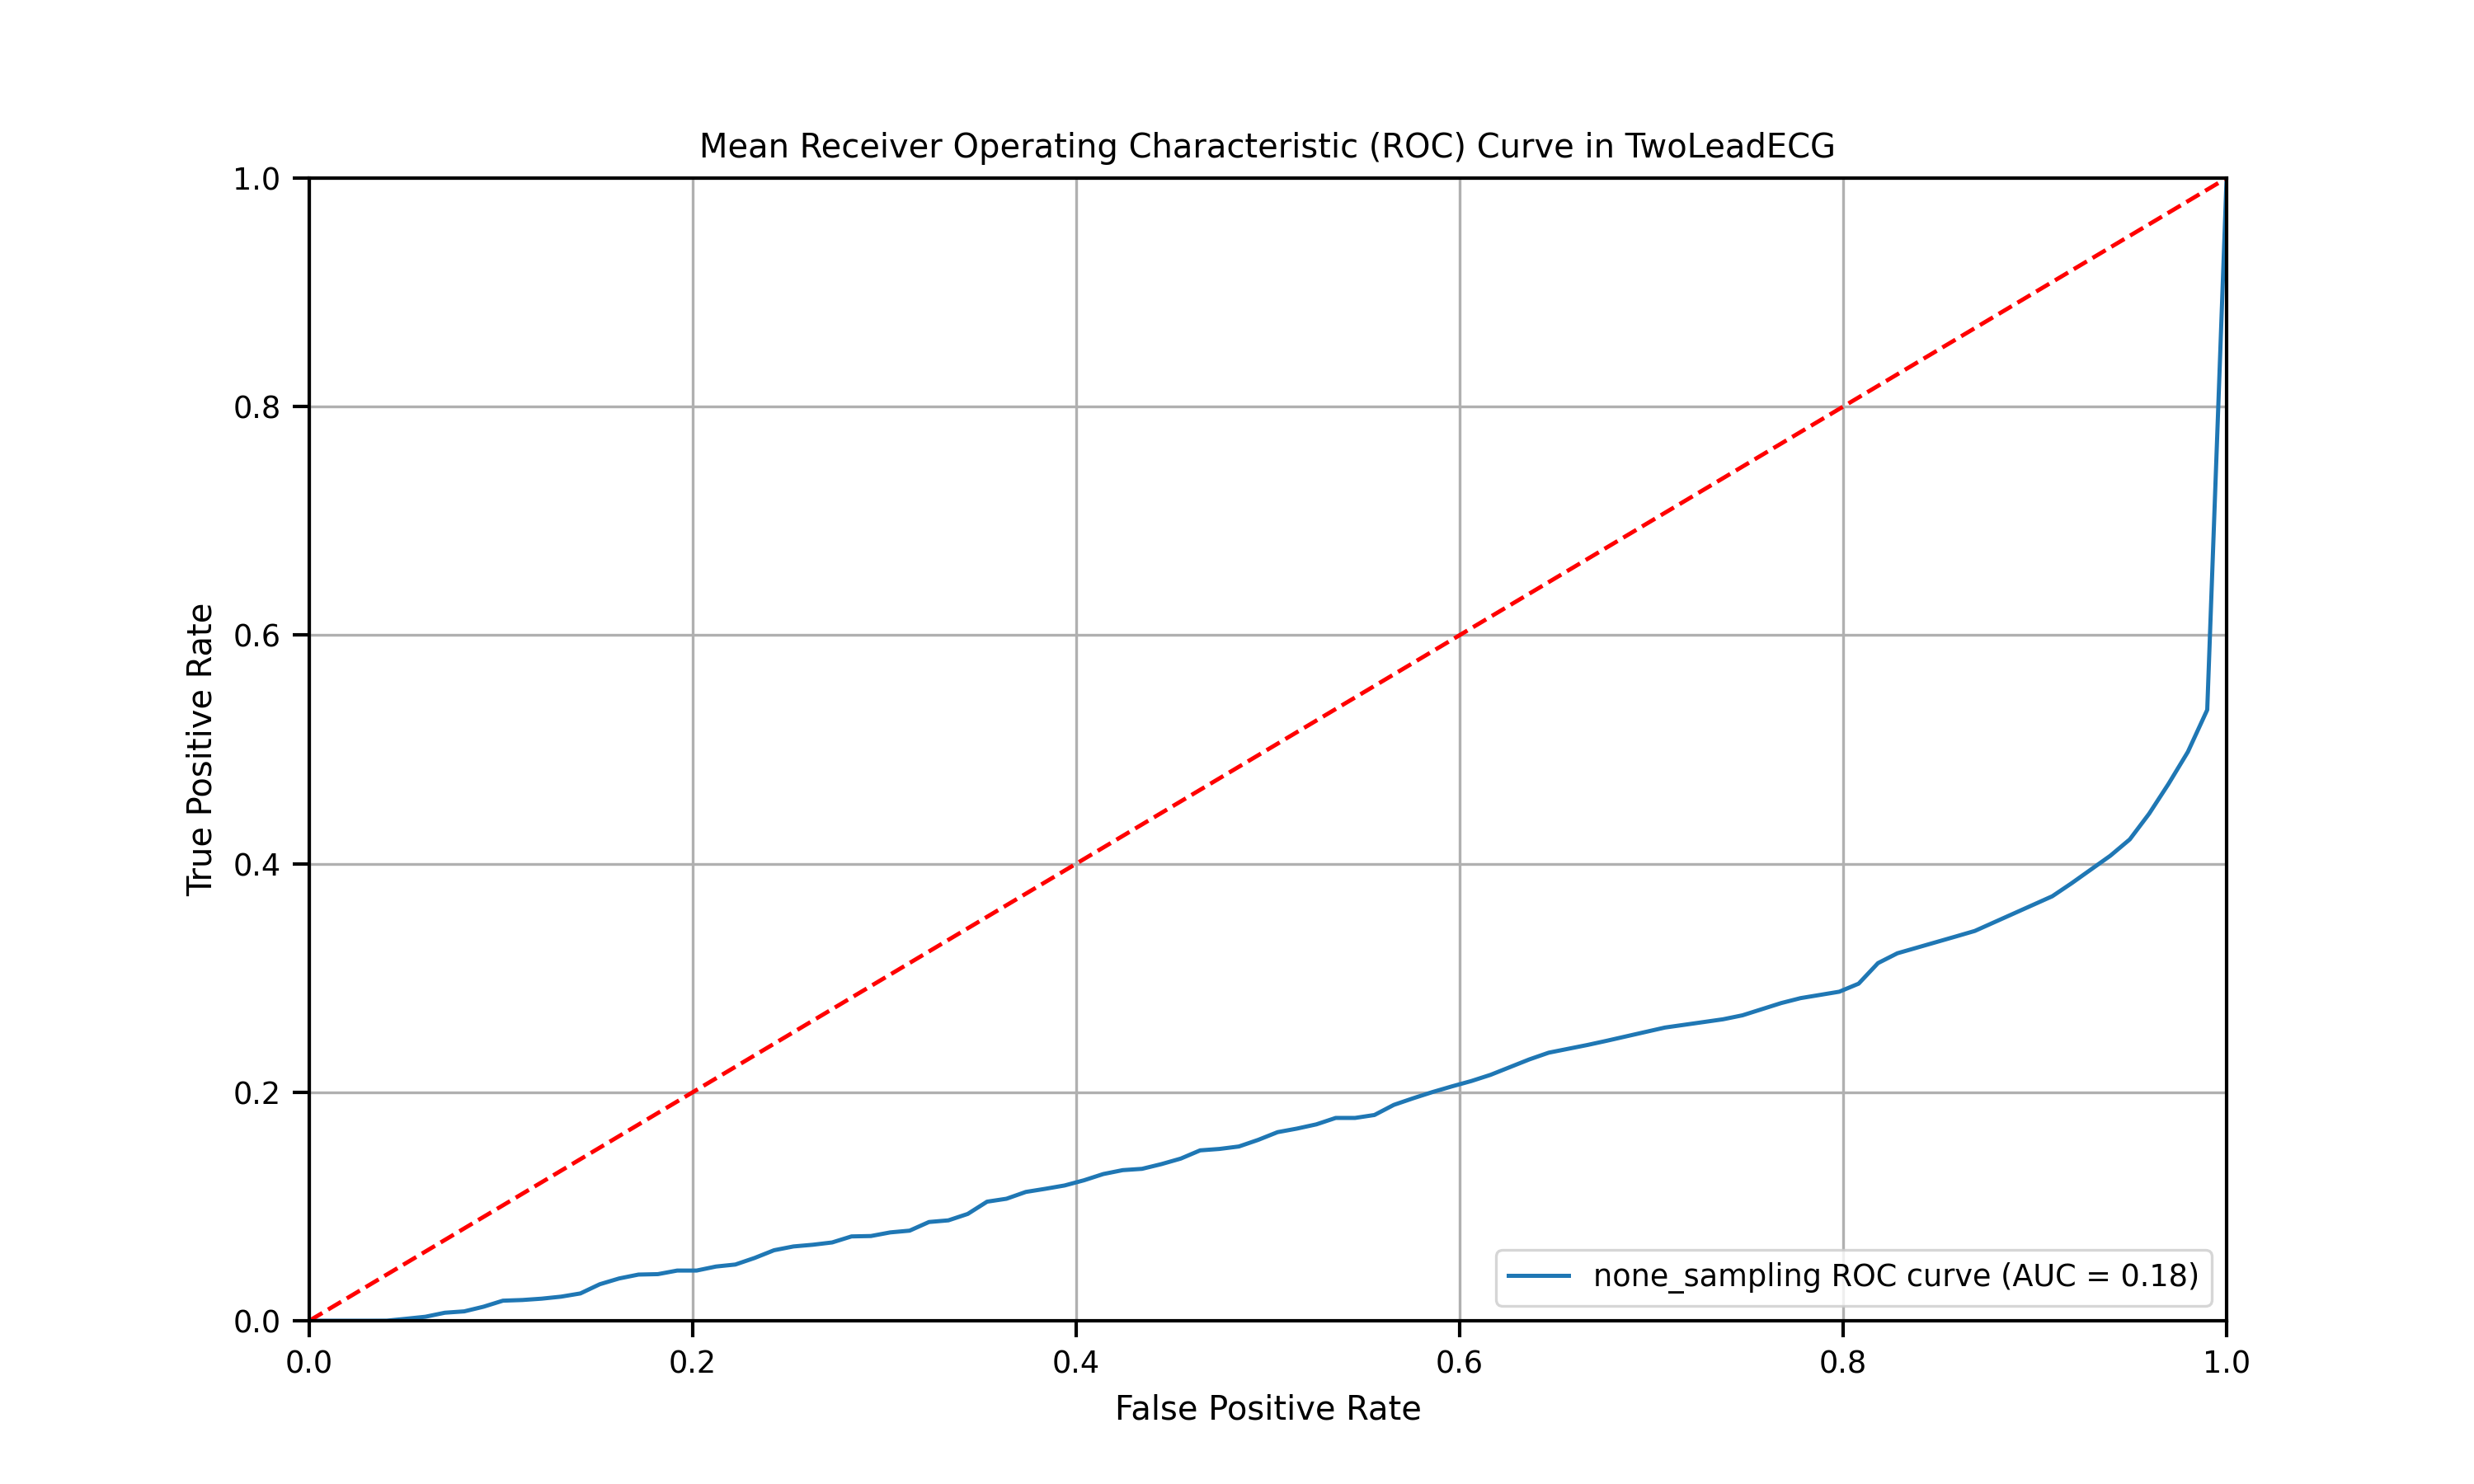 Mean Receiver Operating Characteristic (ROC) Curve in TwoLeadECG
1.0
0.8
0.6
0.4
0.2
0.0
True Positive Rate
none_sampling ROC curve (AUC = 0.18)
0.0 0.2 0.4 0.6 0.8 1.0
False Positive Rate